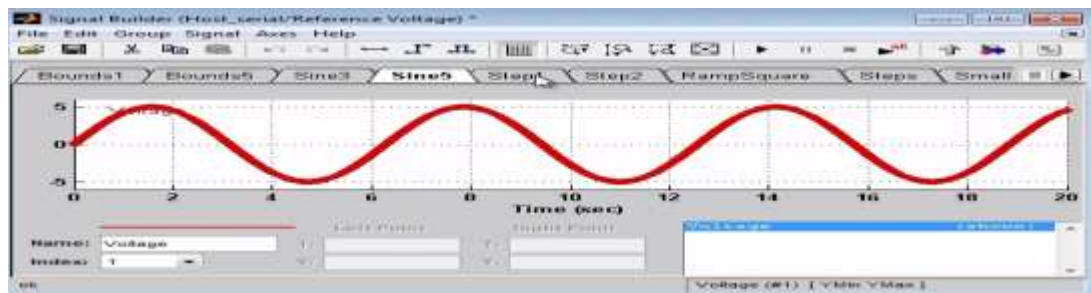 Signal Builder (Host_serial/Reference Voltage) *
File Edit Group Signal Axes Help
Bounds1 Bounds5 Sine3 Sine5 Step1 Step2 RampSquare Steps Small
Voltage
5
0
-5
0 2 4 6 8 10 12 14 16 18 20
Time (sec)
Left Point Right Point
Name: Voltage T: T:
Index: 1 Y: Y:
Voltage (shown)
ok
Voltage (#1) [ YMin YMax ]